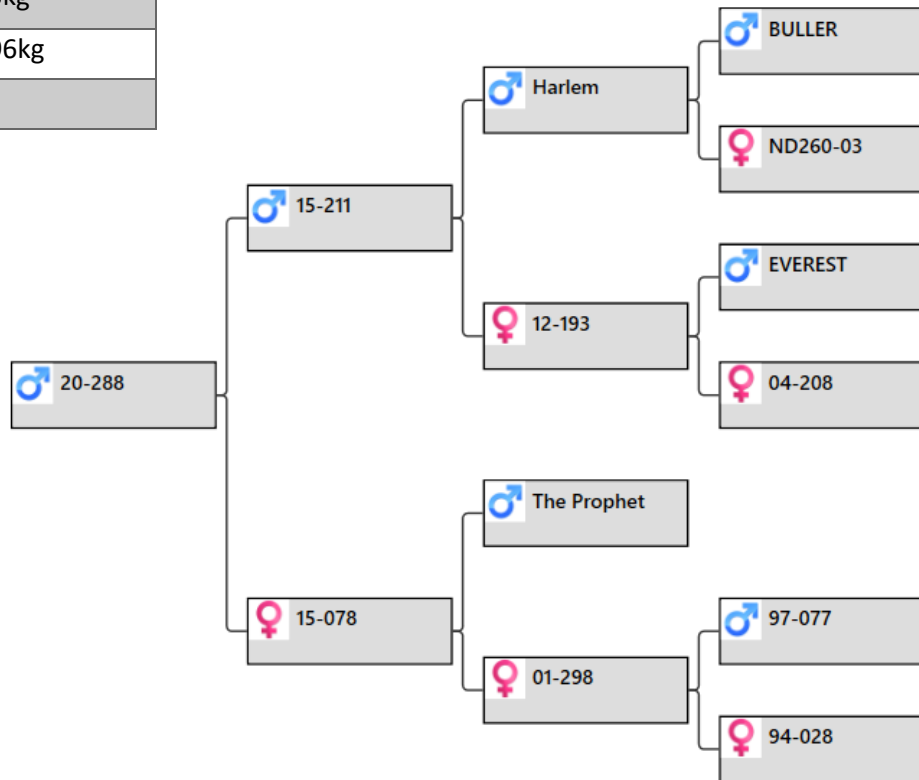 BULLER
Harlem
ND260-03
15-211
EVEREST
12-193
20-288
04-208
The Prophet
15-078
97-077
01-298
94-028